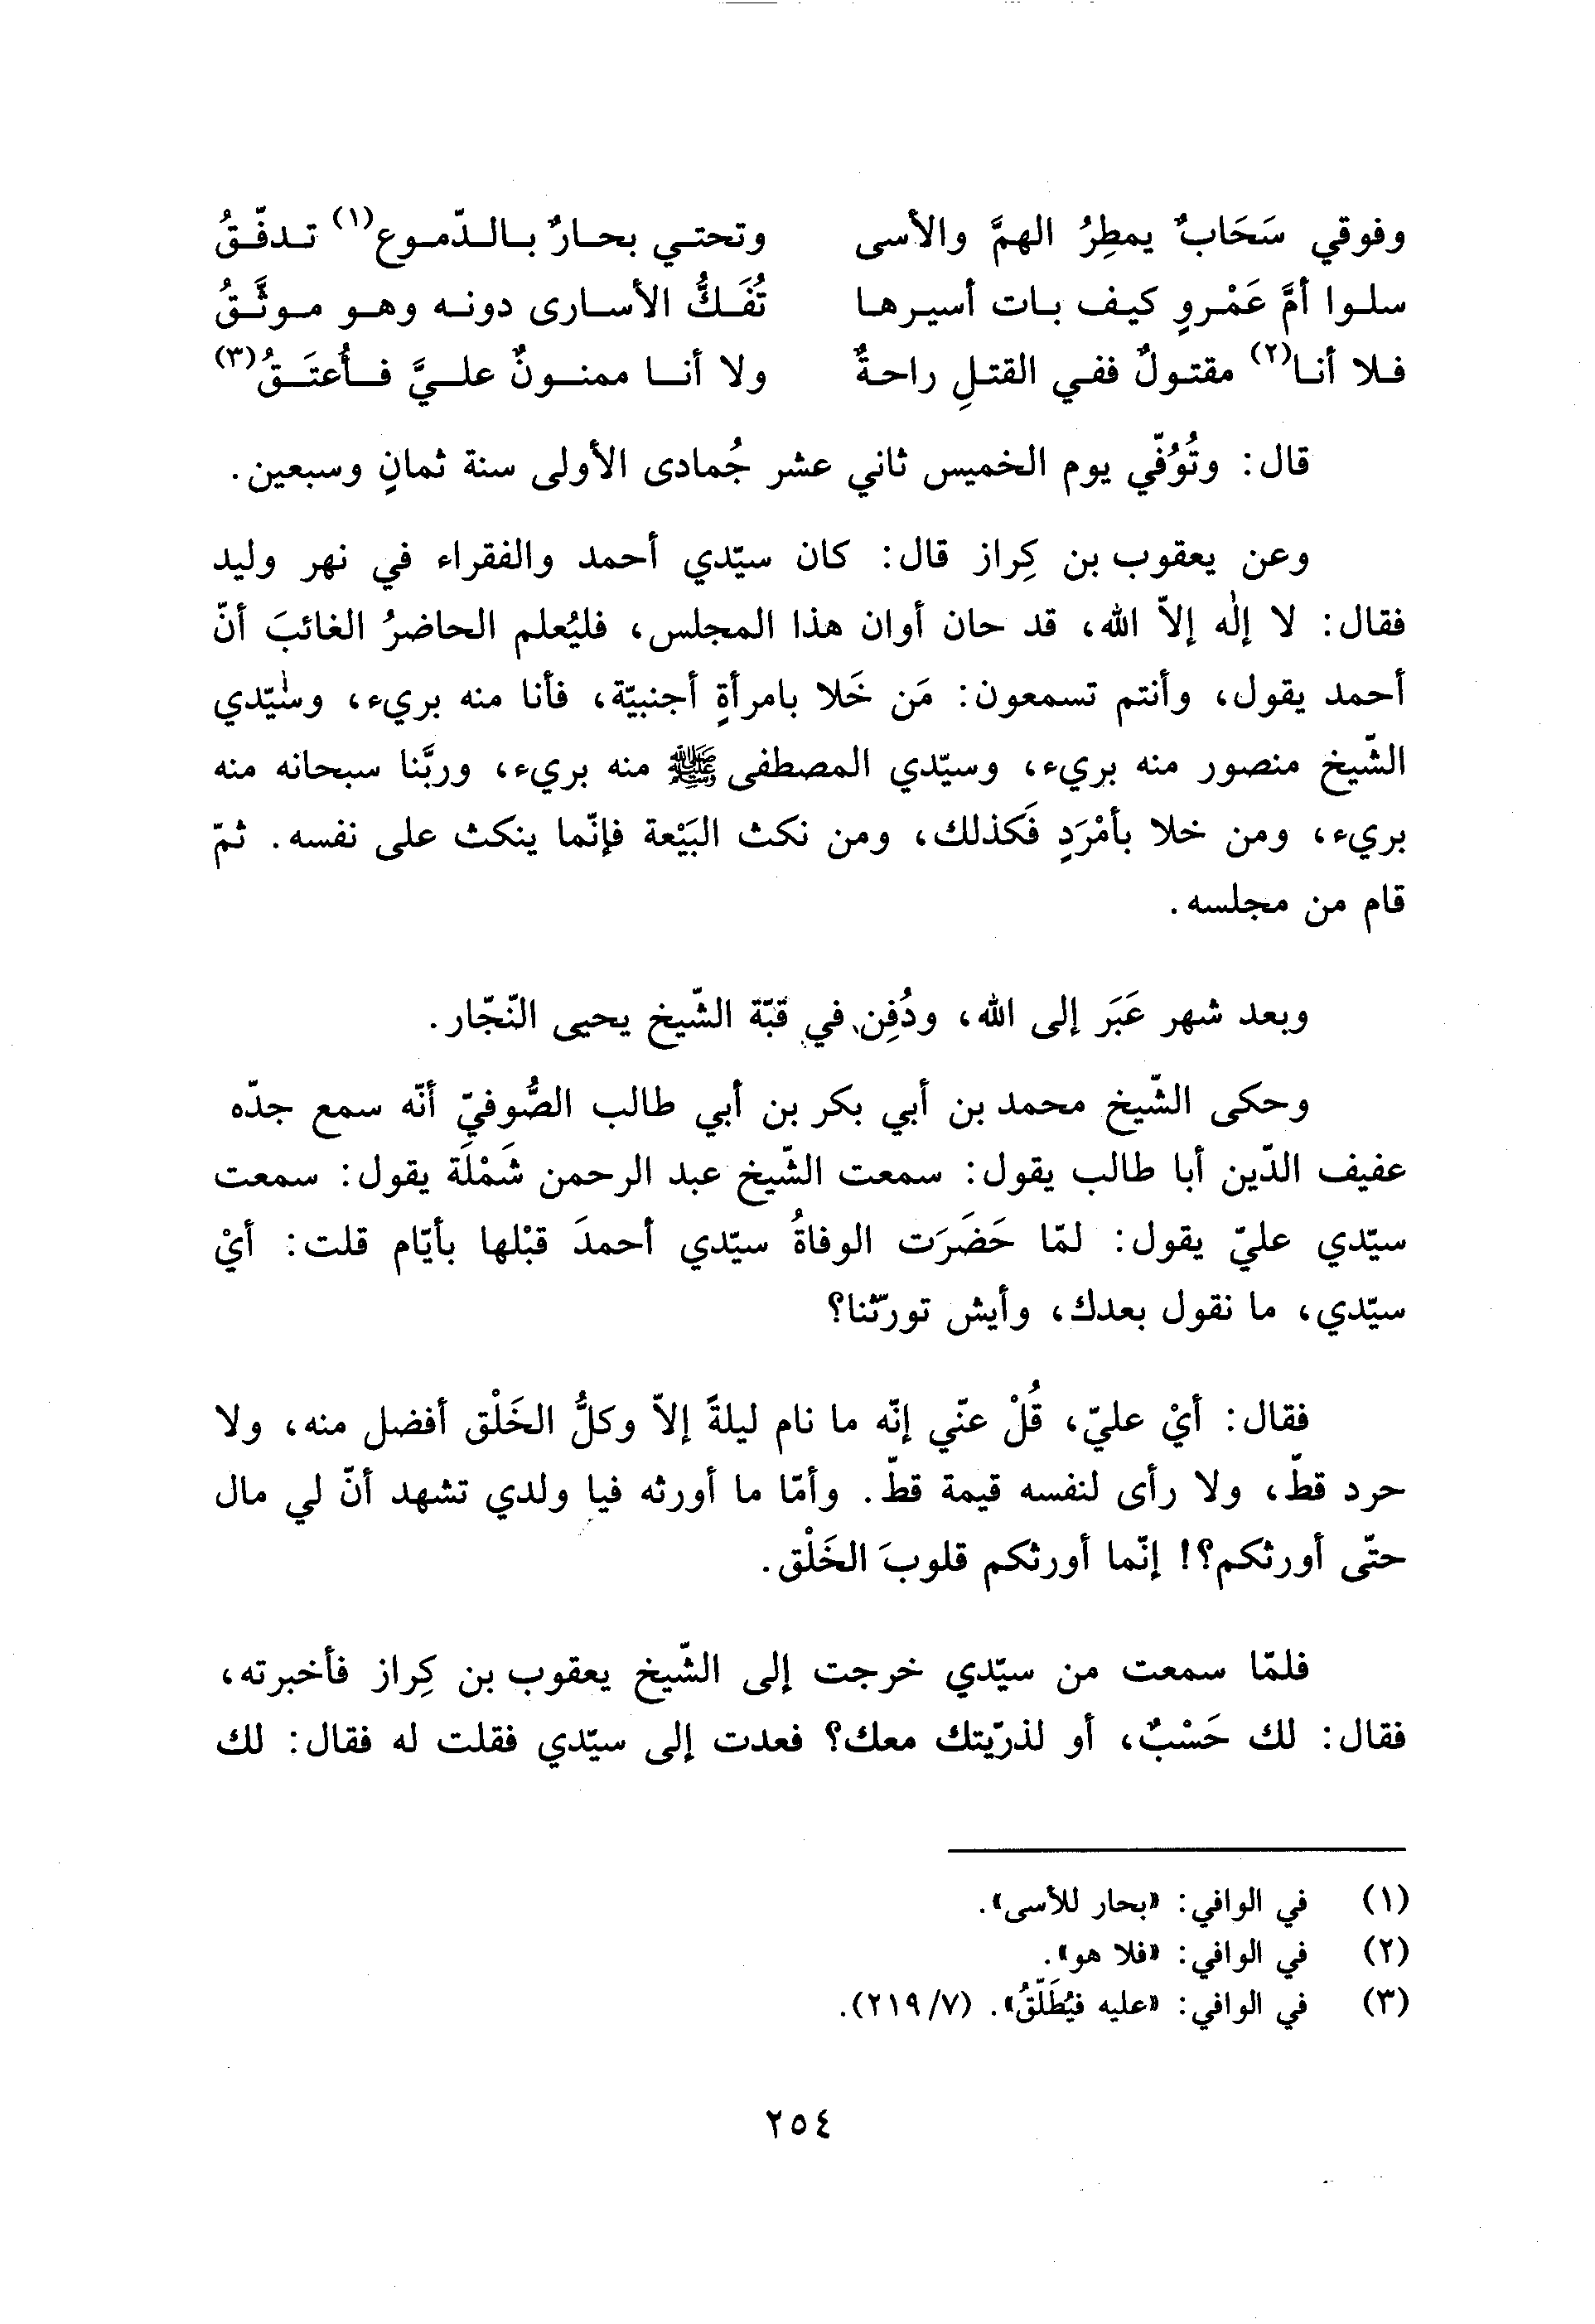 وفوقي سَحَابٌ يمطِرُ الهمَّ والأسى وتحتي بحارٌ بالدّموع(١) تدفّقُ
سلوا أمَّ عَمْروٍ كيف بات أسيرها تُفَكُّ الأسارى دونه وهو موثَّقُ
فلا أنا(٢) مقتولٌ ففي القتلِ راحةٌ ولا أنا ممنونٌ عليَّ فأُعتَقُ(٣)
قال: وتُوُفّي يوم الخميس ثاني عشر جُمادى الأولى سنة ثمانٍ وسبعين.
وعن يعقوب بن كِراز قال: كان سيّدي أحمد والفقراء في نهر وليد
فقال: لا إلٰه إلاّ الله، قد حان أوان هذا المجلس، فليُعلم الحاضرُ الغائبَ أنّ
أحمد يقول، وأنتم تسمعون: مَن خَلا بامرأةٍ أجنبيّة، فأنا منه بريء، وسيّدي
الشّيخ منصور منه بريء، وسيّدي المصطفى ﷺ منه بريء، وربَّنا سبحانه منه
بريء، ومن خلا بأمْرَدٍ فَكذلك، ومن نكث البَيْعة فإنّما ينكث على نفسه. ثمّ
قام من مجلسه.
وبعد شهر عَبَر إلى الله، ودُفِن في قبّة الشّيخ يحيى النّجّار.
وحكى الشّيخ محمد بن أبي بكر بن أبي طالب الصُّوفيّ أنّه سمع جدّه
عفيف الدّين أبا طالب يقول: سمعت الشّيخ عبد الرحمن شَمْلَة يقول: سمعت
سيّدي عليّ يقول: لمّا حَضَرَت الوفاةُ سيّدي أحمدَ قبْلها بأيّام قلت: أيْ
سيّدي، ما نقول بعدك، وأيش تورّثنا؟
فقال: أيْ عليّ، قُلْ عنّي إنّه ما نام ليلةً إلاّ وكلُّ الخَلْق أفضل منه، ولا
حرد قطّ، ولا رأى لنفسه قيمة قطّ. وأمّا ما أورثه فيا ولدي تشهد أنّ لي مال
حتّى أورثكم؟! إنّما أورثكم قلوبَ الخَلْق.
فلمّا سمعت من سيّدي خرجت إلى الشّيخ يعقوب بن كِراز فأخبرته،
فقال: لك حَسْبٌ، أو لذرّيتك معك؟ فعدت إلى سيّدي فقلت له فقال: لك
(١) في الوافي: «بحار للأسى».
(٢) في الوافي: «فلا هو».
(٣) في الوافي: «عليه فيُطَلَّقُ». (٧/ ٢١٩).
٢٥٤